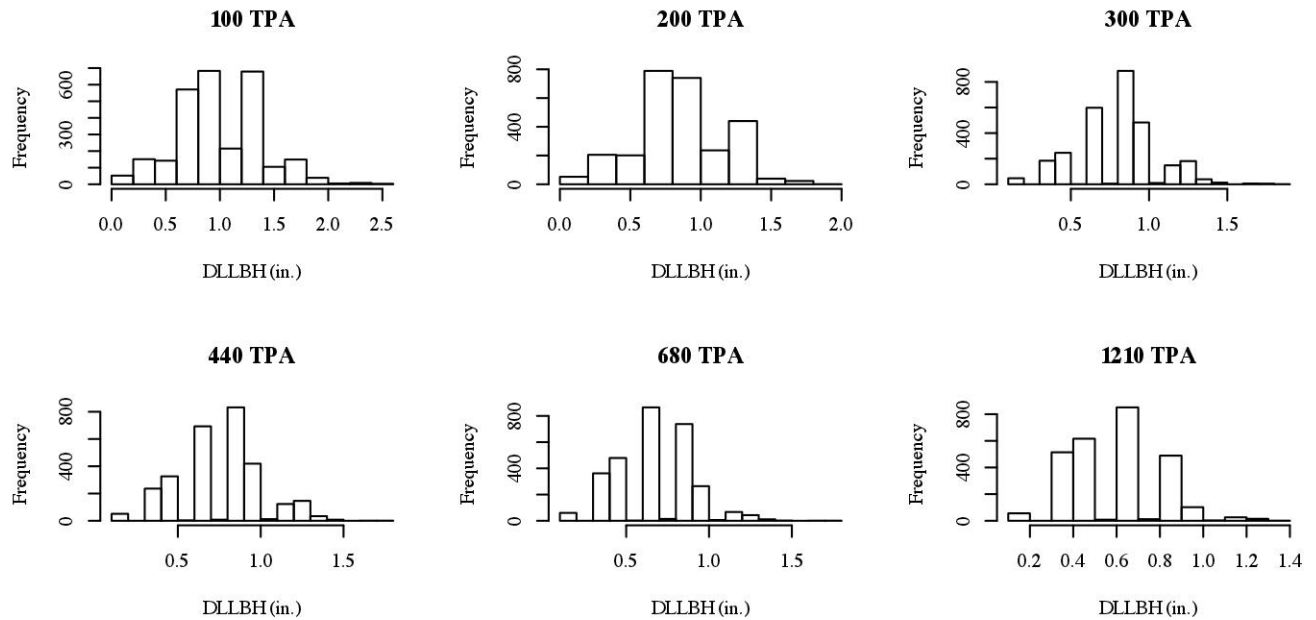 100 TPA
Frequency
0
300
600
0.0 0.5 1.0 1.5 2.0 2.5
DLLBH (in.)
200 TPA
Frequency
0
400
800
0.0 0.5 1.0 1.5 2.0
DLLBH (in.)
300 TPA
Frequency
0
400
800
0.5 1.0 1.5
DLLBH (in.)
440 TPA
Frequency
0
400
800
0.5 1.0 1.5
DLLBH (in.)
680 TPA
Frequency
0
400
800
0.5 1.0 1.5
DLLBH (in.)
1210 TPA
Frequency
0
400
800
0.2 0.4 0.6 0.8 1.0 1.2 1.4
DLLBH (in.)